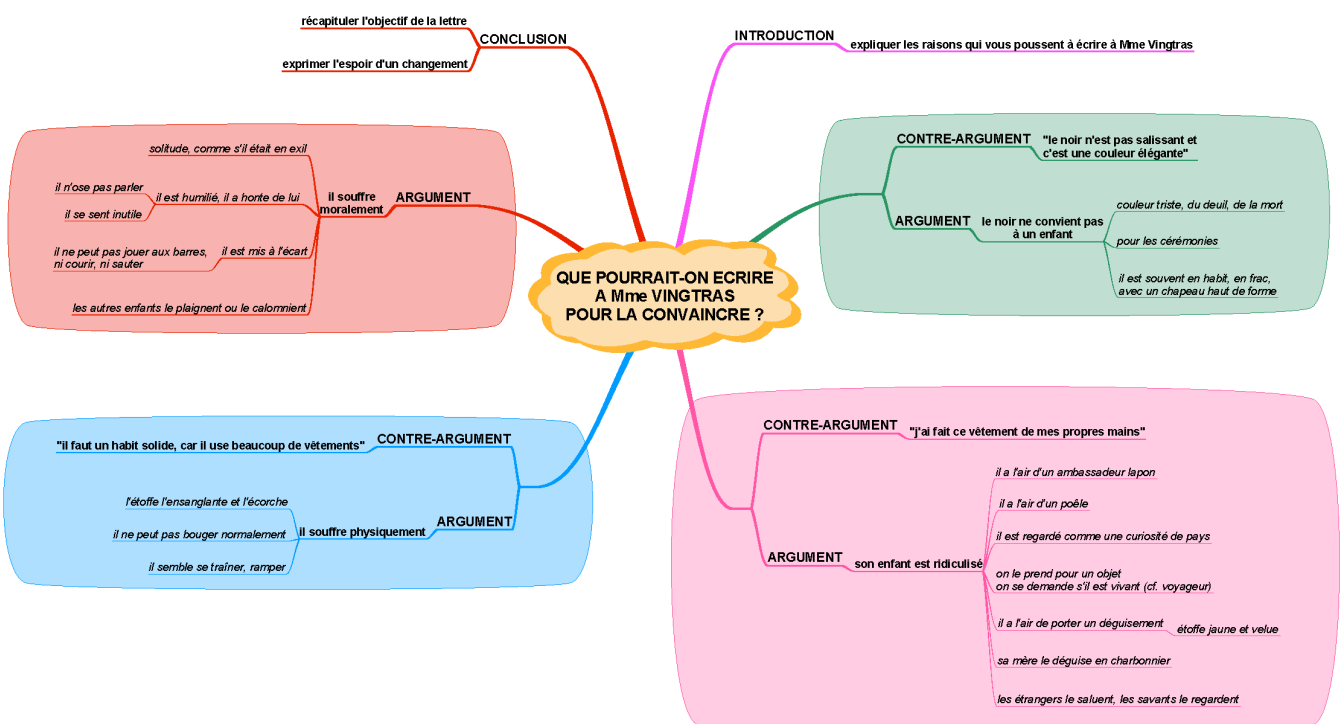 QUE POURRAIT-ON ECRIRE
A Mme VINGTRAS
POUR LA CONVAINCRE ?
INTRODUCTION
expliquer les raisons qui vous poussent à écrire à Mme Vingtras
CONTRE-ARGUMENT
"le noir n'est pas salissant et
c'est une couleur élégante"
ARGUMENT
le noir ne convient pas
à un enfant
couleur triste, du deuil, de la mort
pour les cérémonies
il est souvent en habit, en frac,
avec un chapeau haut de forme
CONTRE-ARGUMENT
"j'ai fait ce vêtement de mes propres mains"
ARGUMENT
son enfant est ridiculisé
il a l'air d'un ambassadeur lapon
il a l'air d'un poêle
il est regardé comme une curiosité de pays
on le prend pour un objet
on se demande s'il est vivant (cf. voyageur)
il a l'air de porter un déguisement
étoffe jaune et velue
sa mère le déguise en charbonnier
les étrangers le saluent, les savants le regardent
CONTRE-ARGUMENT
"il faut un habit solide, car il use beaucoup de vêtements"
ARGUMENT
il souffre physiquement
l'étoffe l'ensanglante et l'écorche
il ne peut pas bouger normalement
il semble se traîner, ramper
ARGUMENT
il souffre
moralement
solitude, comme s'il était en exil
il est humilié, il a honte de lui
il n'ose pas parler
il se sent inutile
il est mis à l'écart
il ne peut pas jouer aux barres,
ni courir, ni sauter
les autres enfants le plaignent ou le calomnient
CONCLUSION
récapituler l'objectif de la lettre
exprimer l'espoir d'un changement